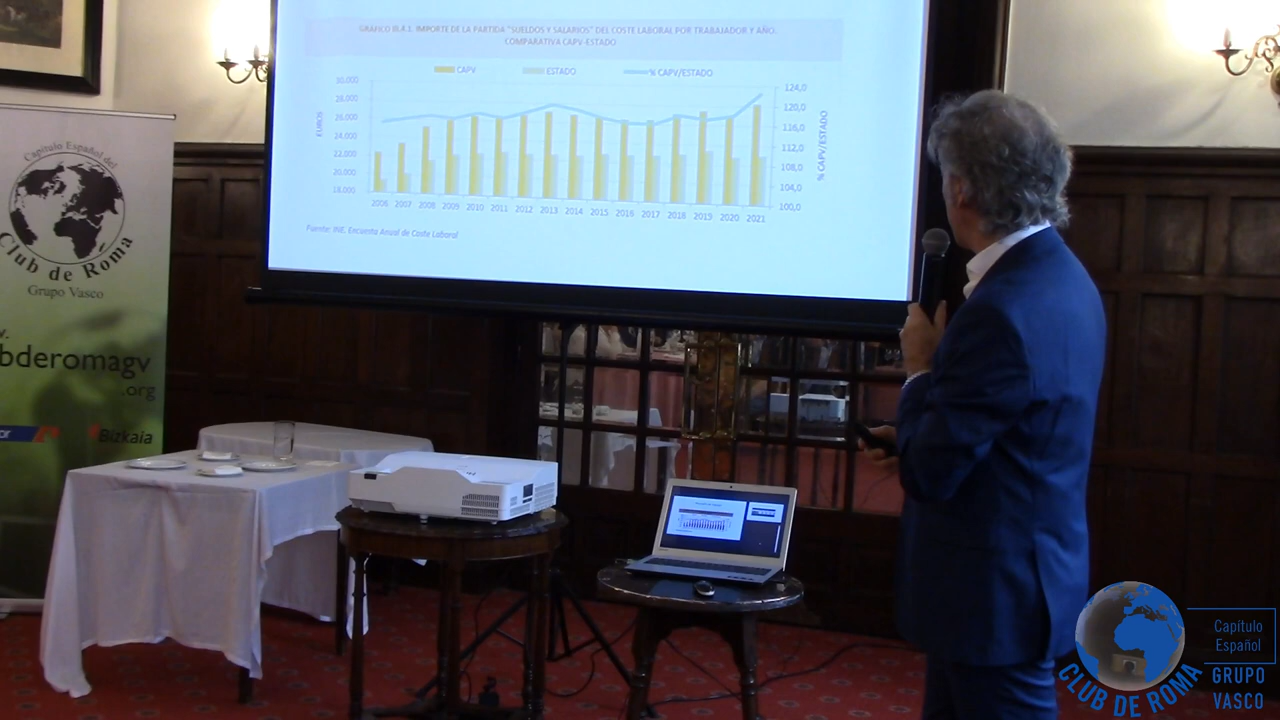 GRÁFICO III.4.1. IMPORTE DE LA PARTIDA "SUELDOS Y SALARIOS" DEL COSTE LABORAL POR TRABAJADOR Y AÑO.
COMPARATIVA CAPV-ESTADO
CAPV ESTADO % CAPV/ESTADO
30,000
28,000
26,000
24,000
22,000
20,000
18,000
EUROS
124,0
120,0
116,0
112,0
108,0
104,0
100,0
% CAPV/ESTADO
2006 2007 2008 2009 2010 2011 2012 2013 2014 2015 2016 2017 2018 2019 2020 2021
Fuente: INE, Encuesta Anual de Coste Laboral
Capítulo Español del
Club de Roma
Grupo Vasco
bderomagv
.org
Bizkaia
Capítulo
Español
GRUPO
VASCO
CLUB DE ROMA